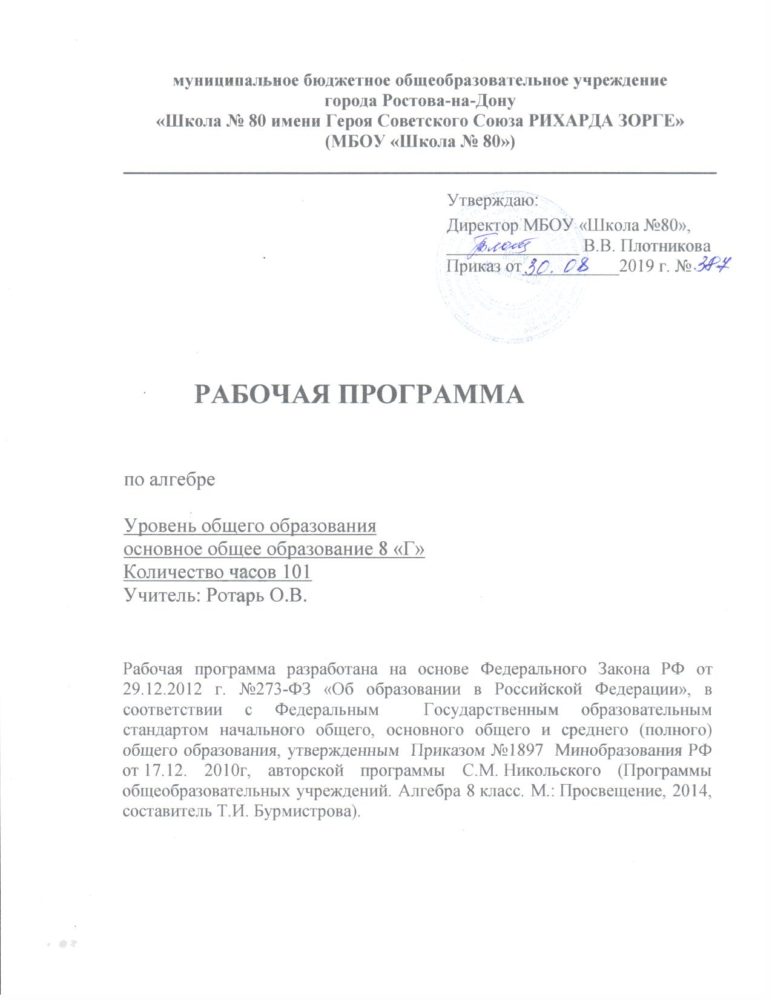 муниципальное бюджетное общеобразовательное учреждение
города Ростова-на-Дону
«Школа № 80 имени Героя Советского Союза РИХАРДА ЗОРГЕ»
(МБОУ «Школа № 80»)
Утверждаю:
Директор МБОУ «Школа №80»,
В.В. Плотникова
Приказ от 30.08 2019 г. № 387
РАБОЧАЯ ПРОГРАММА
по алгебре
Уровень общего образования
основное общее образование 8 «Г»
Количество часов 101
Учитель: Ротарь О.В.
Рабочая программа разработана на основе Федерального Закона РФ от
29.12.2012 г. №273-ФЗ «Об образовании в Российской Федерации», в
соответствии с Федеральным Государственным образовательным
стандартом начального общего, основного общего и среднего (полного)
общего образования, утвержденным Приказом №1897 Минобразования РФ
от 17.12. 2010г, авторской программы С.М. Никольского (Программы
общеобразовательных учреждений. Алгебра 8 класс. М.: Просвещение, 2014,
составитель Т.И. Бурмистрова).